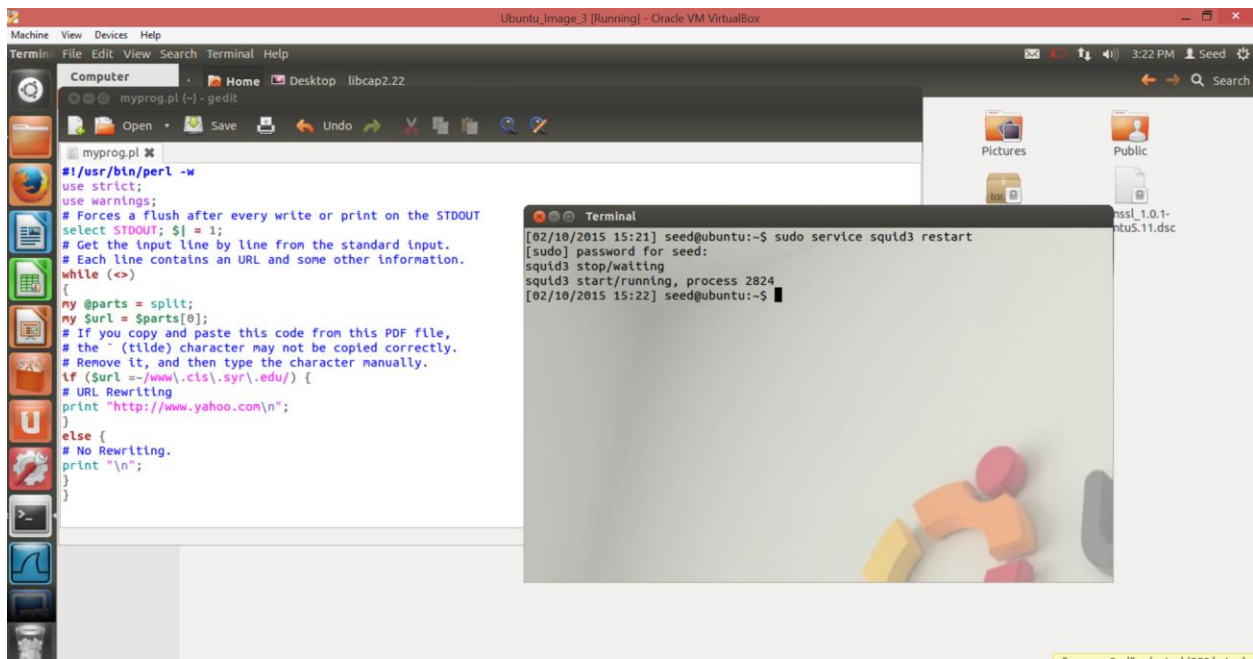 Ubuntu_Image_3 [Running] - Oracle VM VirtualBox
Machine View Devices Help
Termin File Edit View Search Terminal Help
3:22 PM Seed
Computer
Home Desktop libcap2.22
Search
myprog.pl (~) - gedit
Open Save Undo
myprog.pl
#!/usr/bin/perl -w
use strict;
use warnings;
# Forces a flush after every write or print on the STDOUT
select STDOUT; $| = 1;
# Get the input line by line from the standard input.
# Each line contains an URL and some other information.
while (<>)
{
my @parts = split;
my $url = $parts[0];
# If you copy and paste this code from this PDF file,
# the ~ (tilde) character may not be copied correctly.
# Remove it, and then type the character manually.
if ($url =~/www\.cis\.syr\.edu/) {
# URL Rewriting
print "http://www.yahoo.com\n";
}
else {
# No Rewriting.
print "\n";
}
}
Pictures
Public
tar.
nssl_1.0.1-
ntu5.11.dsc
Terminal
[02/10/2015 15:21] seed@ubuntu:~$ sudo service squid3 restart
[sudo] password for seed:
squid3 stop/waiting
squid3 start/running, process 2824
[02/10/2015 15:22] seed@ubuntu:~$